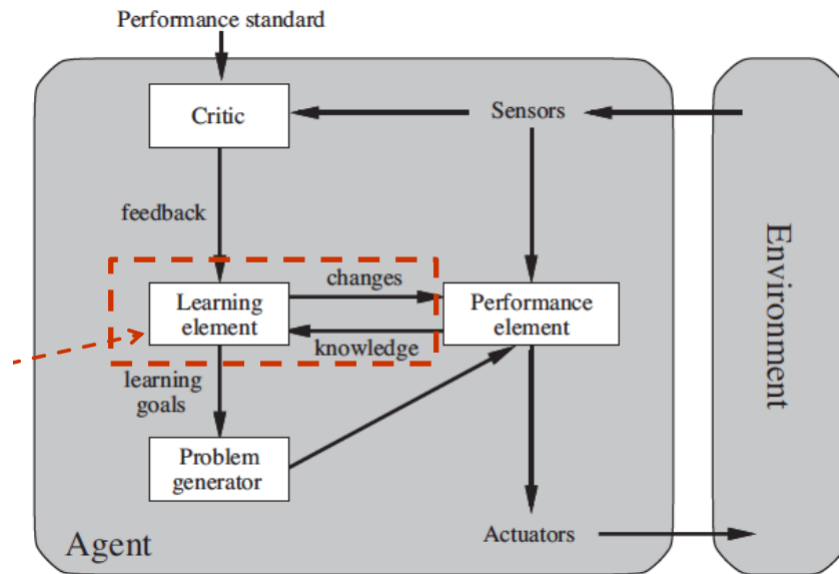 Performance standard
Critic
Sensors
feedback
changes
Learning
element
Performance
element
knowledge
learning
goals
Problem
generator
Agent
Actuators
Environment